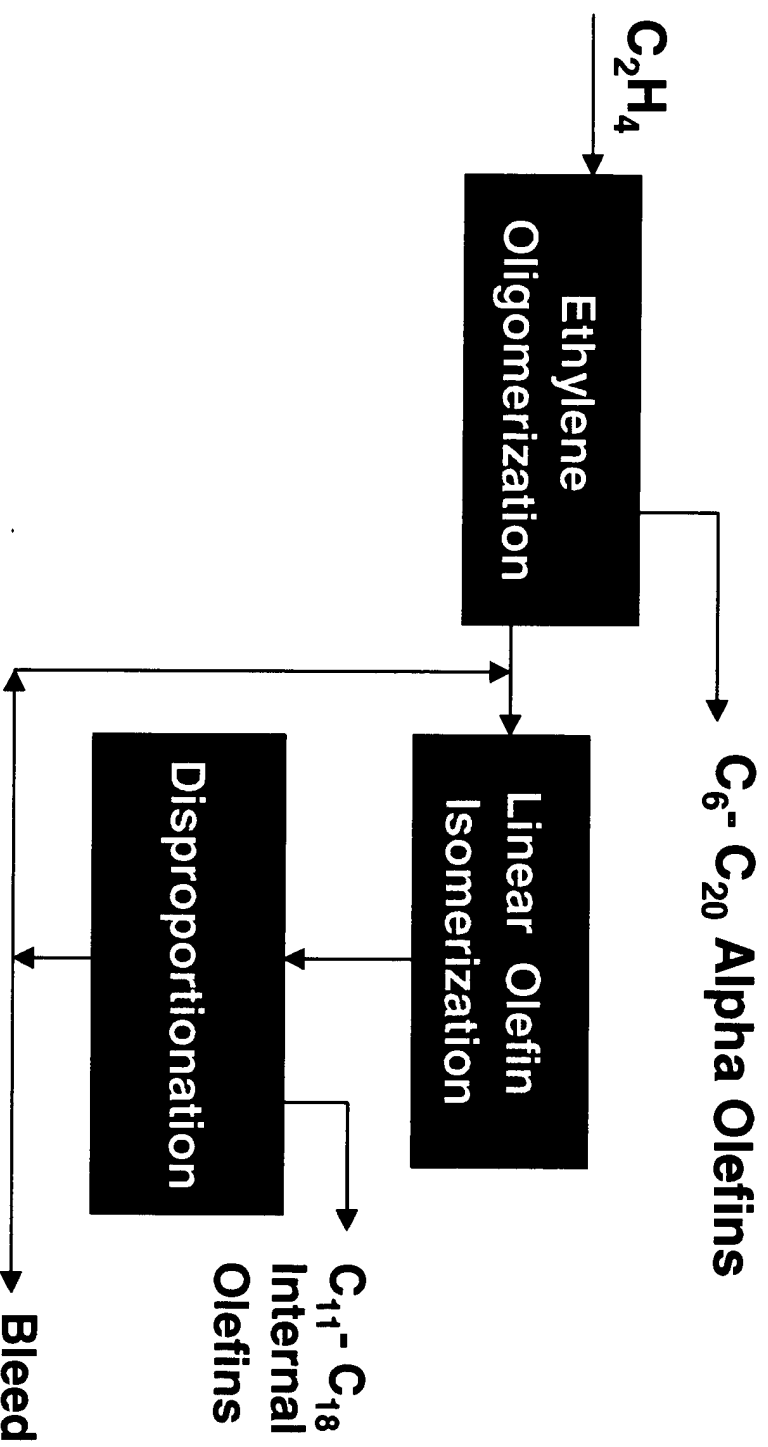 C₂H₄
Ethylene
Oligomerization
C₆- C₂₀ Alpha Olefins
Linear Olefin
Isomerization
Disproportionation
C₁₁- C₁₈
Internal
Olefins
Bleed